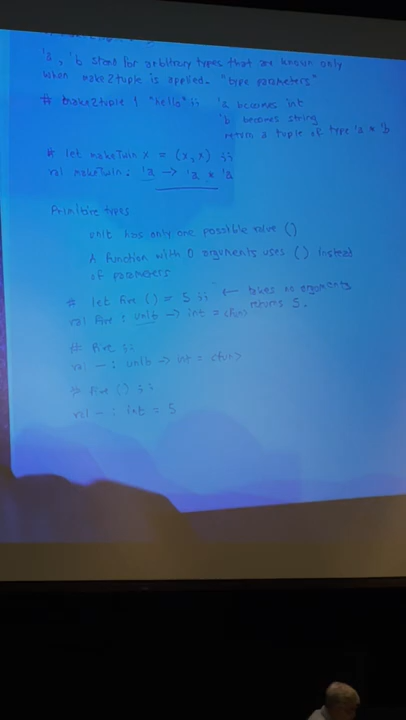 'a, 'b stand for arbitrary types that are known only
when make2tuple is applied. "type parameters"
# make2tuple 1 "hello";; 'a becomes int
'b becomes string
return a tuple of type 'a * 'b
# let makeTwin x = (x,x) ;;
val makeTwin : 'a -> 'a * 'a
Primitive types
unit has only one possible value ()
A function with 0 arguments uses () instead
of parameters
# let five () = 5 ;; ← takes no arguments
returns 5.
val five : unit -> int = <fun>
# five ;;
val - : unit -> int = <fun>
# five () ;;
val - : int = 5